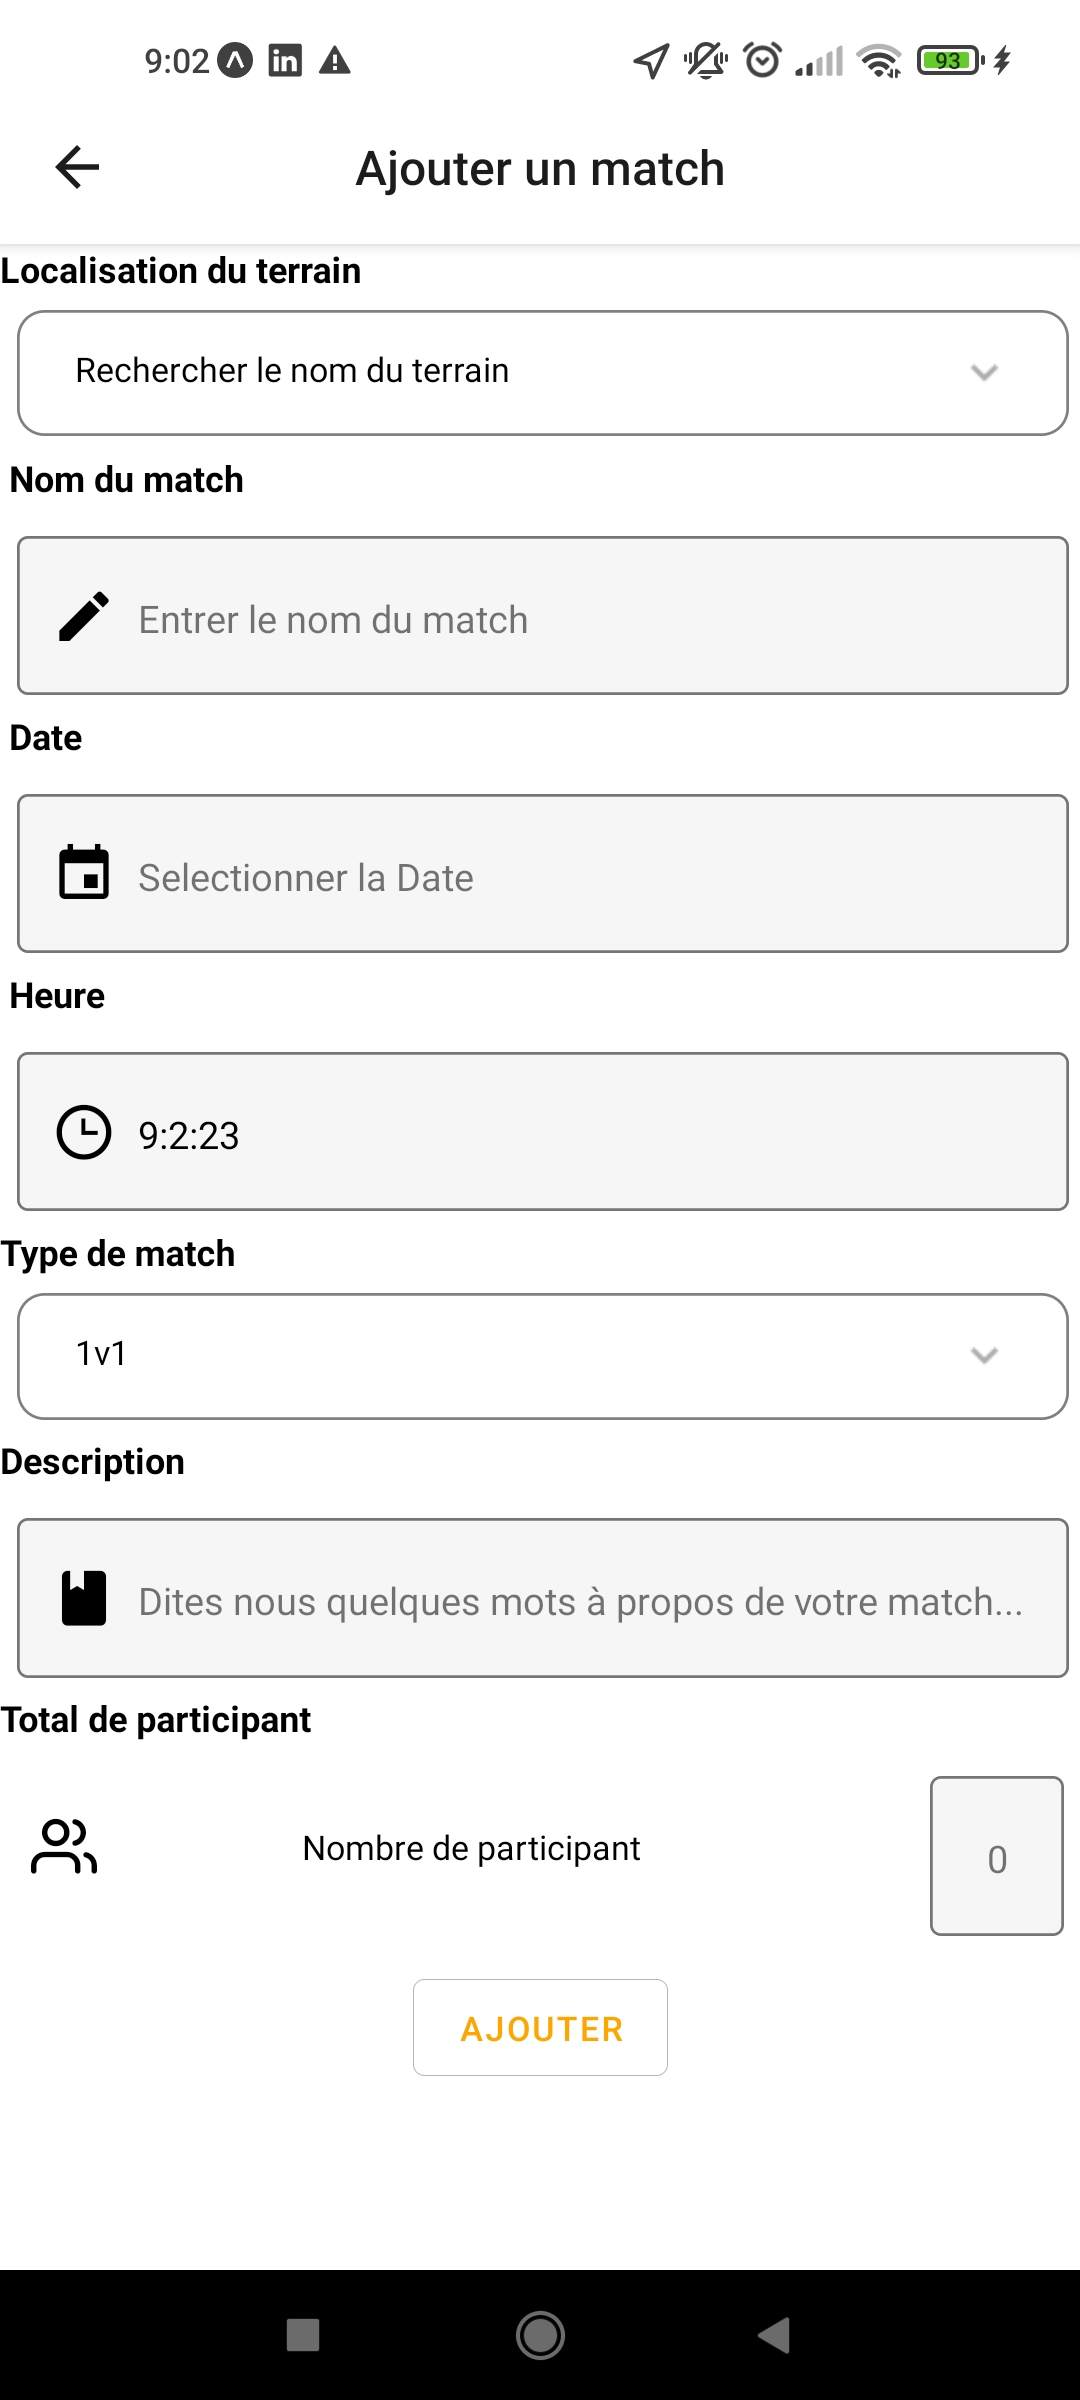 9:02
93
Ajouter un match
Localisation du terrain
Rechercher le nom du terrain
Nom du match
Entrer le nom du match
Date
Selectionner la Date
Heure
9:2:23
Type de match
1v1
Description
Dites nous quelques mots à propos de votre match...
Total de participant
Nombre de participant
0
AJOUTER